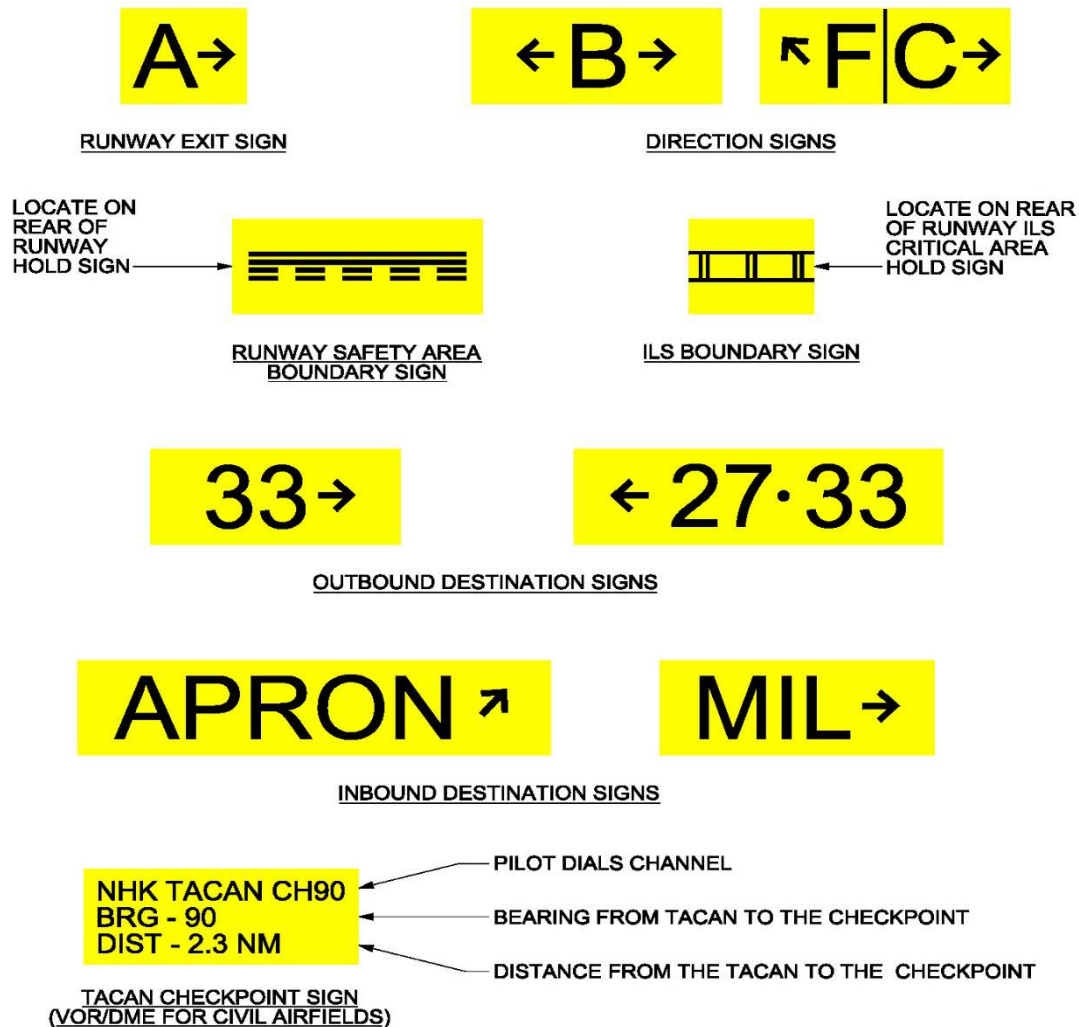 A→
←B→
↖F|C→
RUNWAY EXIT SIGN
DIRECTION SIGNS
LOCATE ON
REAR OF
RUNWAY
HOLD SIGN
LOCATE ON REAR
OF RUNWAY ILS
CRITICAL AREA
HOLD SIGN
RUNWAY SAFETY AREA
BOUNDARY SIGN
ILS BOUNDARY SIGN
33→
←27·33
OUTBOUND DESTINATION SIGNS
APRON↗
MIL→
INBOUND DESTINATION SIGNS
NHK TACAN CH90
BRG - 90
DIST - 2.3 NM
PILOT DIALS CHANNEL
BEARING FROM TACAN TO THE CHECKPOINT
DISTANCE FROM THE TACAN TO THE CHECKPOINT
TACAN CHECKPOINT SIGN
(VOR/DME FOR CIVIL AIRFIELDS)